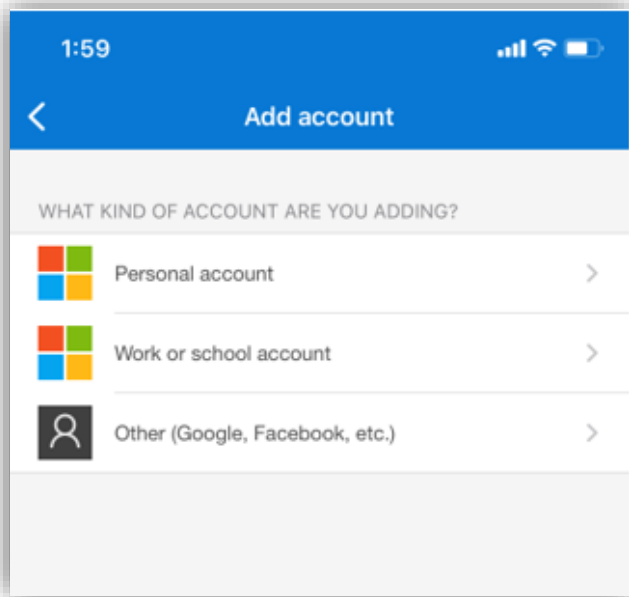 1:59
Add account
WHAT KIND OF ACCOUNT ARE YOU ADDING?
Personal account
Work or school account
Other (Google, Facebook, etc.)